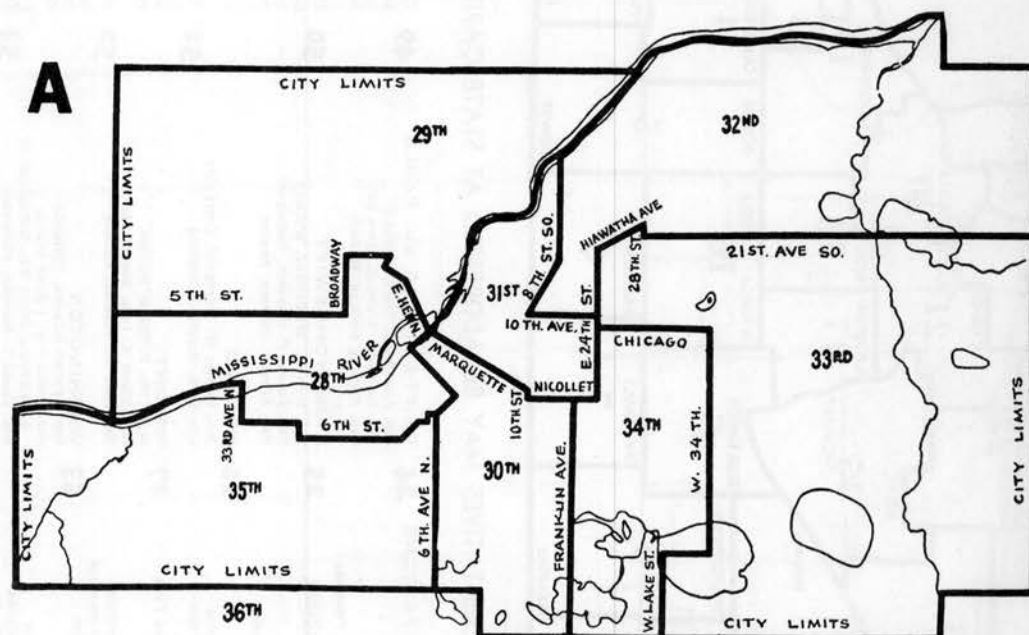 A
CITY LIMITS
29TH
32ND
CITY LIMITS
HIAWATHA AVE
28TH. ST.
21ST. AVE SO.
8TH ST. SO.
31ST
BROADWAY
5TH. ST.
E. HENN
10TH. AVE.
E. 24TH ST.
CHICAGO
33RD
MISSISSIPPI RIVER
28TH
MARQUETTE
NICOLLET
10TH ST
34TH
W. 34TH.
33RD AVE N.
6TH ST.
30TH
35TH
6TH. AVE N.
FRANKLIN AVE.
CITY LIMITS
CITY LIMITS
CITY LIMITS
36TH
W. LAKE ST.
CITY LIMITS